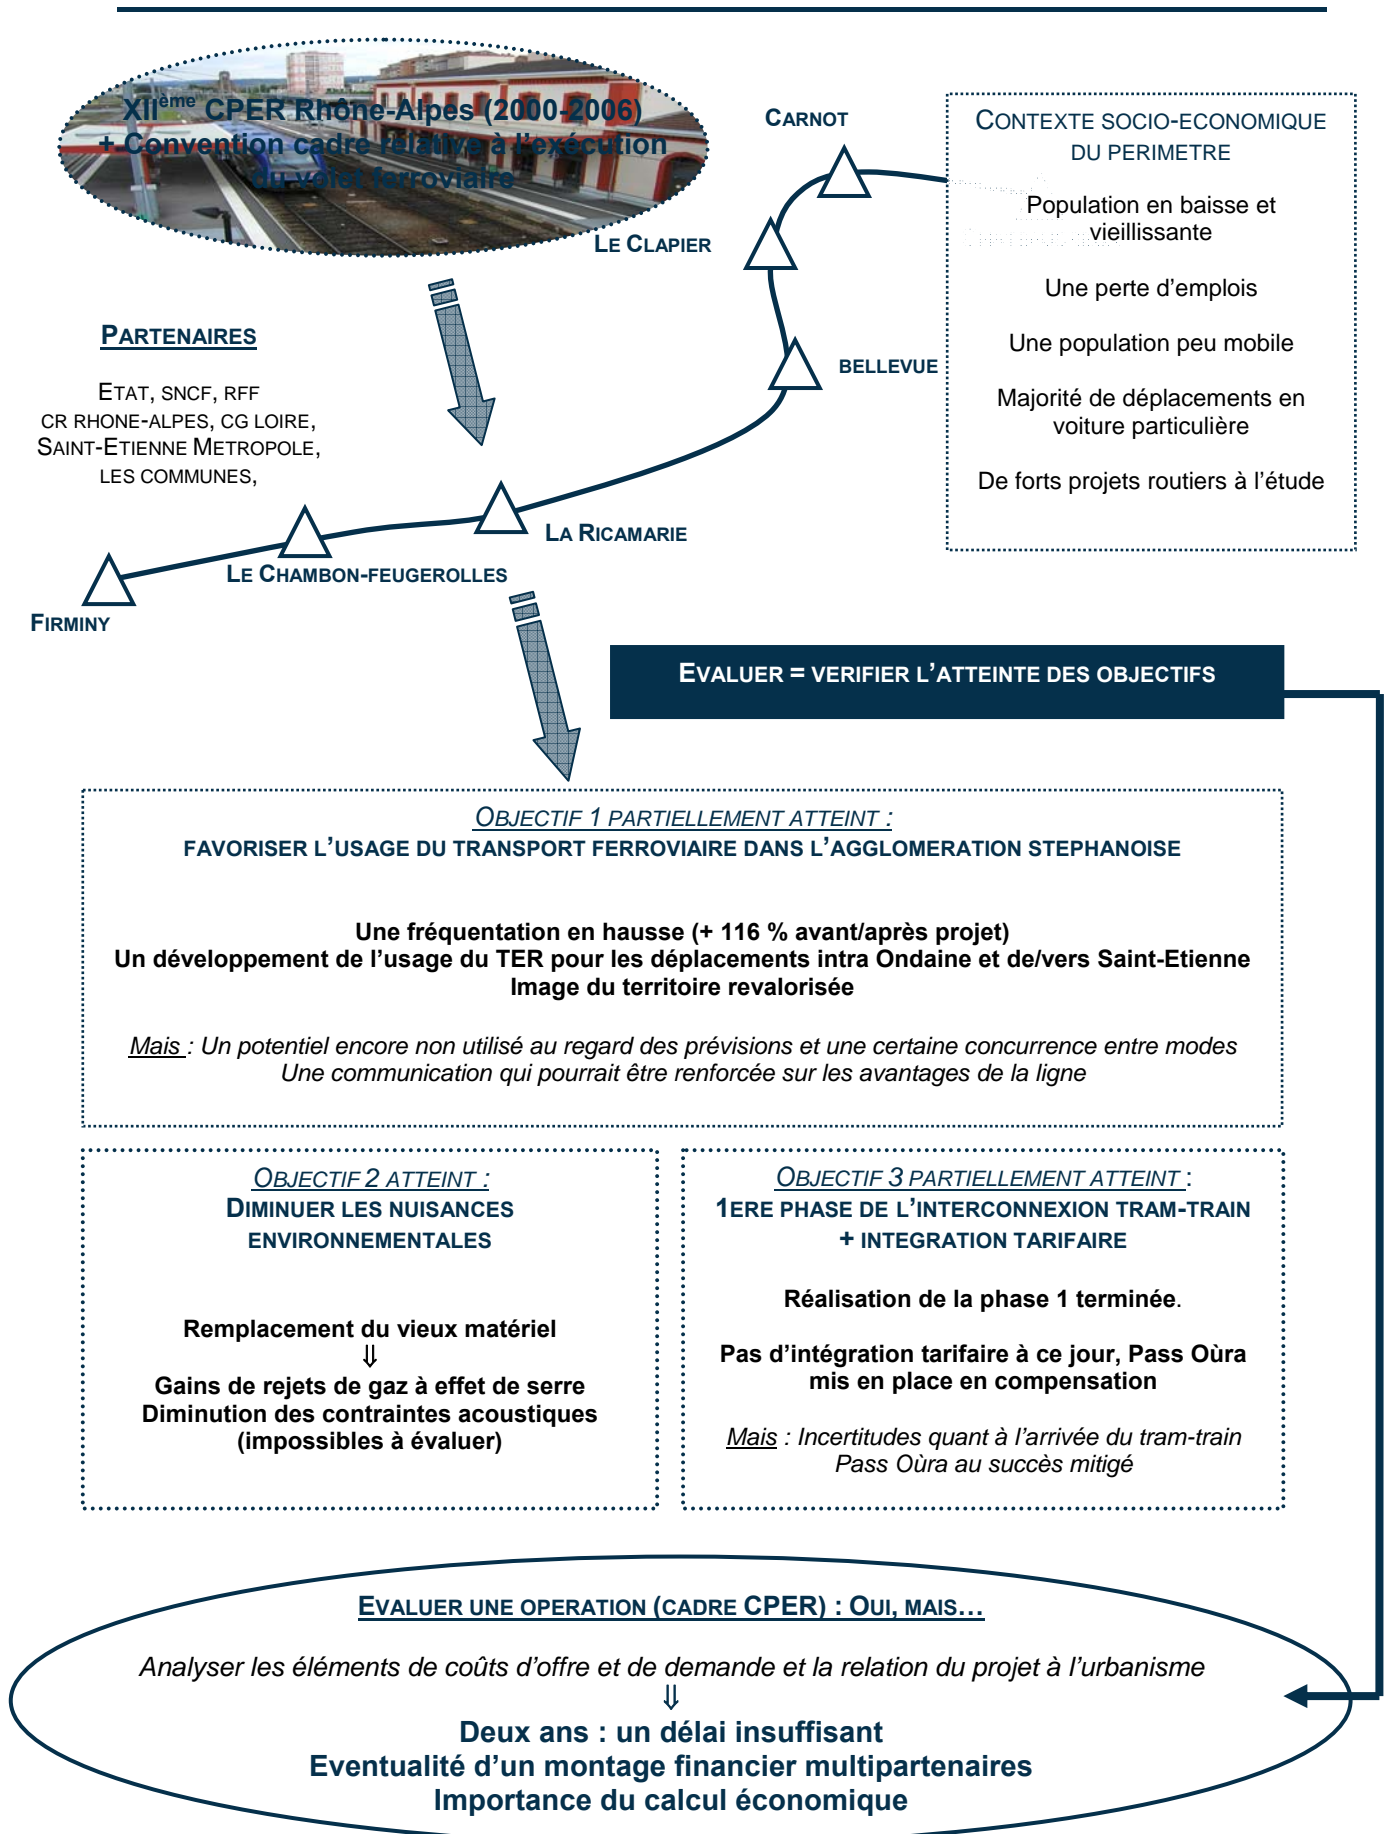 XIIème CPER Rhône-Alpes (2000-2006)
+ Convention cadre relative à l'exécution
du volet ferroviaire
CARNOT
LE CLAPIER
BELLEVUE
LA RICAMARIE
LE CHAMBON-FEUGEROLLES
FIRMINY
PARTENAIRES
ETAT, SNCF, RFF
CR RHONE-ALPES, CG LOIRE,
SAINT-ETIENNE METROPOLE,
LES COMMUNES,
CONTEXTE SOCIO-ECONOMIQUE
DU PERIMETRE
Population en baisse et
vieillissante
Une perte d'emplois
Une population peu mobile
Majorité de déplacements en
voiture particulière
De forts projets routiers à l'étude
EVALUER = VERIFIER L'ATTEINTE DES OBJECTIFS
OBJECTIF 1 PARTIELLEMENT ATTEINT :
FAVORISER L'USAGE DU TRANSPORT FERROVIAIRE DANS L'AGGLOMERATION STEPHANOISE
Une fréquentation en hausse (+ 116 % avant/après projet)
Un développement de l'usage du TER pour les déplacements intra Ondaine et de/vers Saint-Etienne
Image du territoire revalorisée
Mais : Un potentiel encore non utilisé au regard des prévisions et une certaine concurrence entre modes
Une communication qui pourrait être renforcée sur les avantages de la ligne
OBJECTIF 2 ATTEINT :
DIMINUER LES NUISANCES
ENVIRONNEMENTALES
Remplacement du vieux matériel
⇓
Gains de rejets de gaz à effet de serre
Diminution des contraintes acoustiques
(impossibles à évaluer)
OBJECTIF 3 PARTIELLEMENT ATTEINT :
1ERE PHASE DE L'INTERCONNEXION TRAM-TRAIN
+ INTEGRATION TARIFAIRE
Réalisation de la phase 1 terminée.
Pas d'intégration tarifaire à ce jour, Pass Oùra
mis en place en compensation
Mais : Incertitudes quant à l'arrivée du tram-train
Pass Oùra au succès mitigé
EVALUER UNE OPERATION (CADRE CPER) : OUI, MAIS…
Analyser les éléments de coûts d'offre et de demande et la relation du projet à l'urbanisme
⇓
Deux ans : un délai insuffisant
Eventualité d'un montage financier multipartenaires
Importance du calcul économique